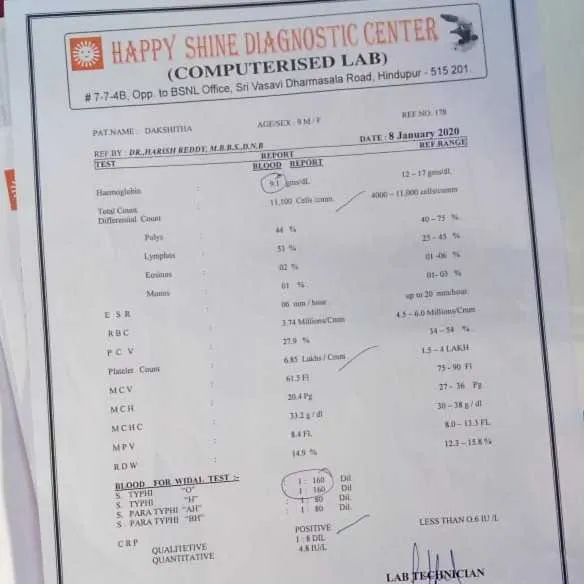 HAPPY SHINE DIAGNOSTIC CENTER
(COMPUTERISED LAB)
# 7-7-4B, Opp. to BSNL Office, Sri Vasavi Dharmasala Road, Hindupur - 515 201.
PAT.NAME : DAKSHITHA AGE/SEX : 9 M / F REF.NO: 178
REF BY : DR.,HARISH REDDY, M.B.B.S.,D.N.B DATE : 8 January 2020
TEST REPORT REF.RANGE
BLOOD REPORT
Haemoglobin : 9.1 gms/dL 12 – 17 gms/dl.
Total Count : 11,100 Cells /cumm 4000 – 11,000 cells/cumm
Differential Count
Polys : 44 % 40 – 75 %.
Lymphos : 53 % 25 – 45 %
Eosinos : 02 % 01 -06 %
Monos : 01 % 01- 03 %
E S R : 06 mm / hour up to 20 mm/hour.
R B C : 3.74 Millions/Cmm 4.5 – 6.0 Millions/Cmm
P C V : 27.9 % 34 – 54 %
Platelet Count : 6.85 Lakhs / Cmm 1.5 – 4 LAKH
M C V : 61.5 Fl 75 - 90 Fl
M C H : 20.4 Pg 27 - 36 Pg
M C H C : 33.2 g / dl 30 – 38 g / dl
M P V : 8.4 FL 8.0 – 13.3 FL
R D W : 14.9 % 12.3 – 15.8 %
BLOOD FOR WIDAL TEST :-
S. TYPHI "O" : 1 : 160 Dil.
S. TYPHI "H" : 1 : 160 Dil
S. PARA TYPHI "AH" : 1 : 80 Dil
S . PARA TYPHI "BH" : 1 : 80 Dil.
C R P POSITIVE LESS THAN 0.6 IU /L
QUALITETIVE 1 : 8 DIL
QUANTITATIVE 4.8 IU/L
LAB TECHNICIAN